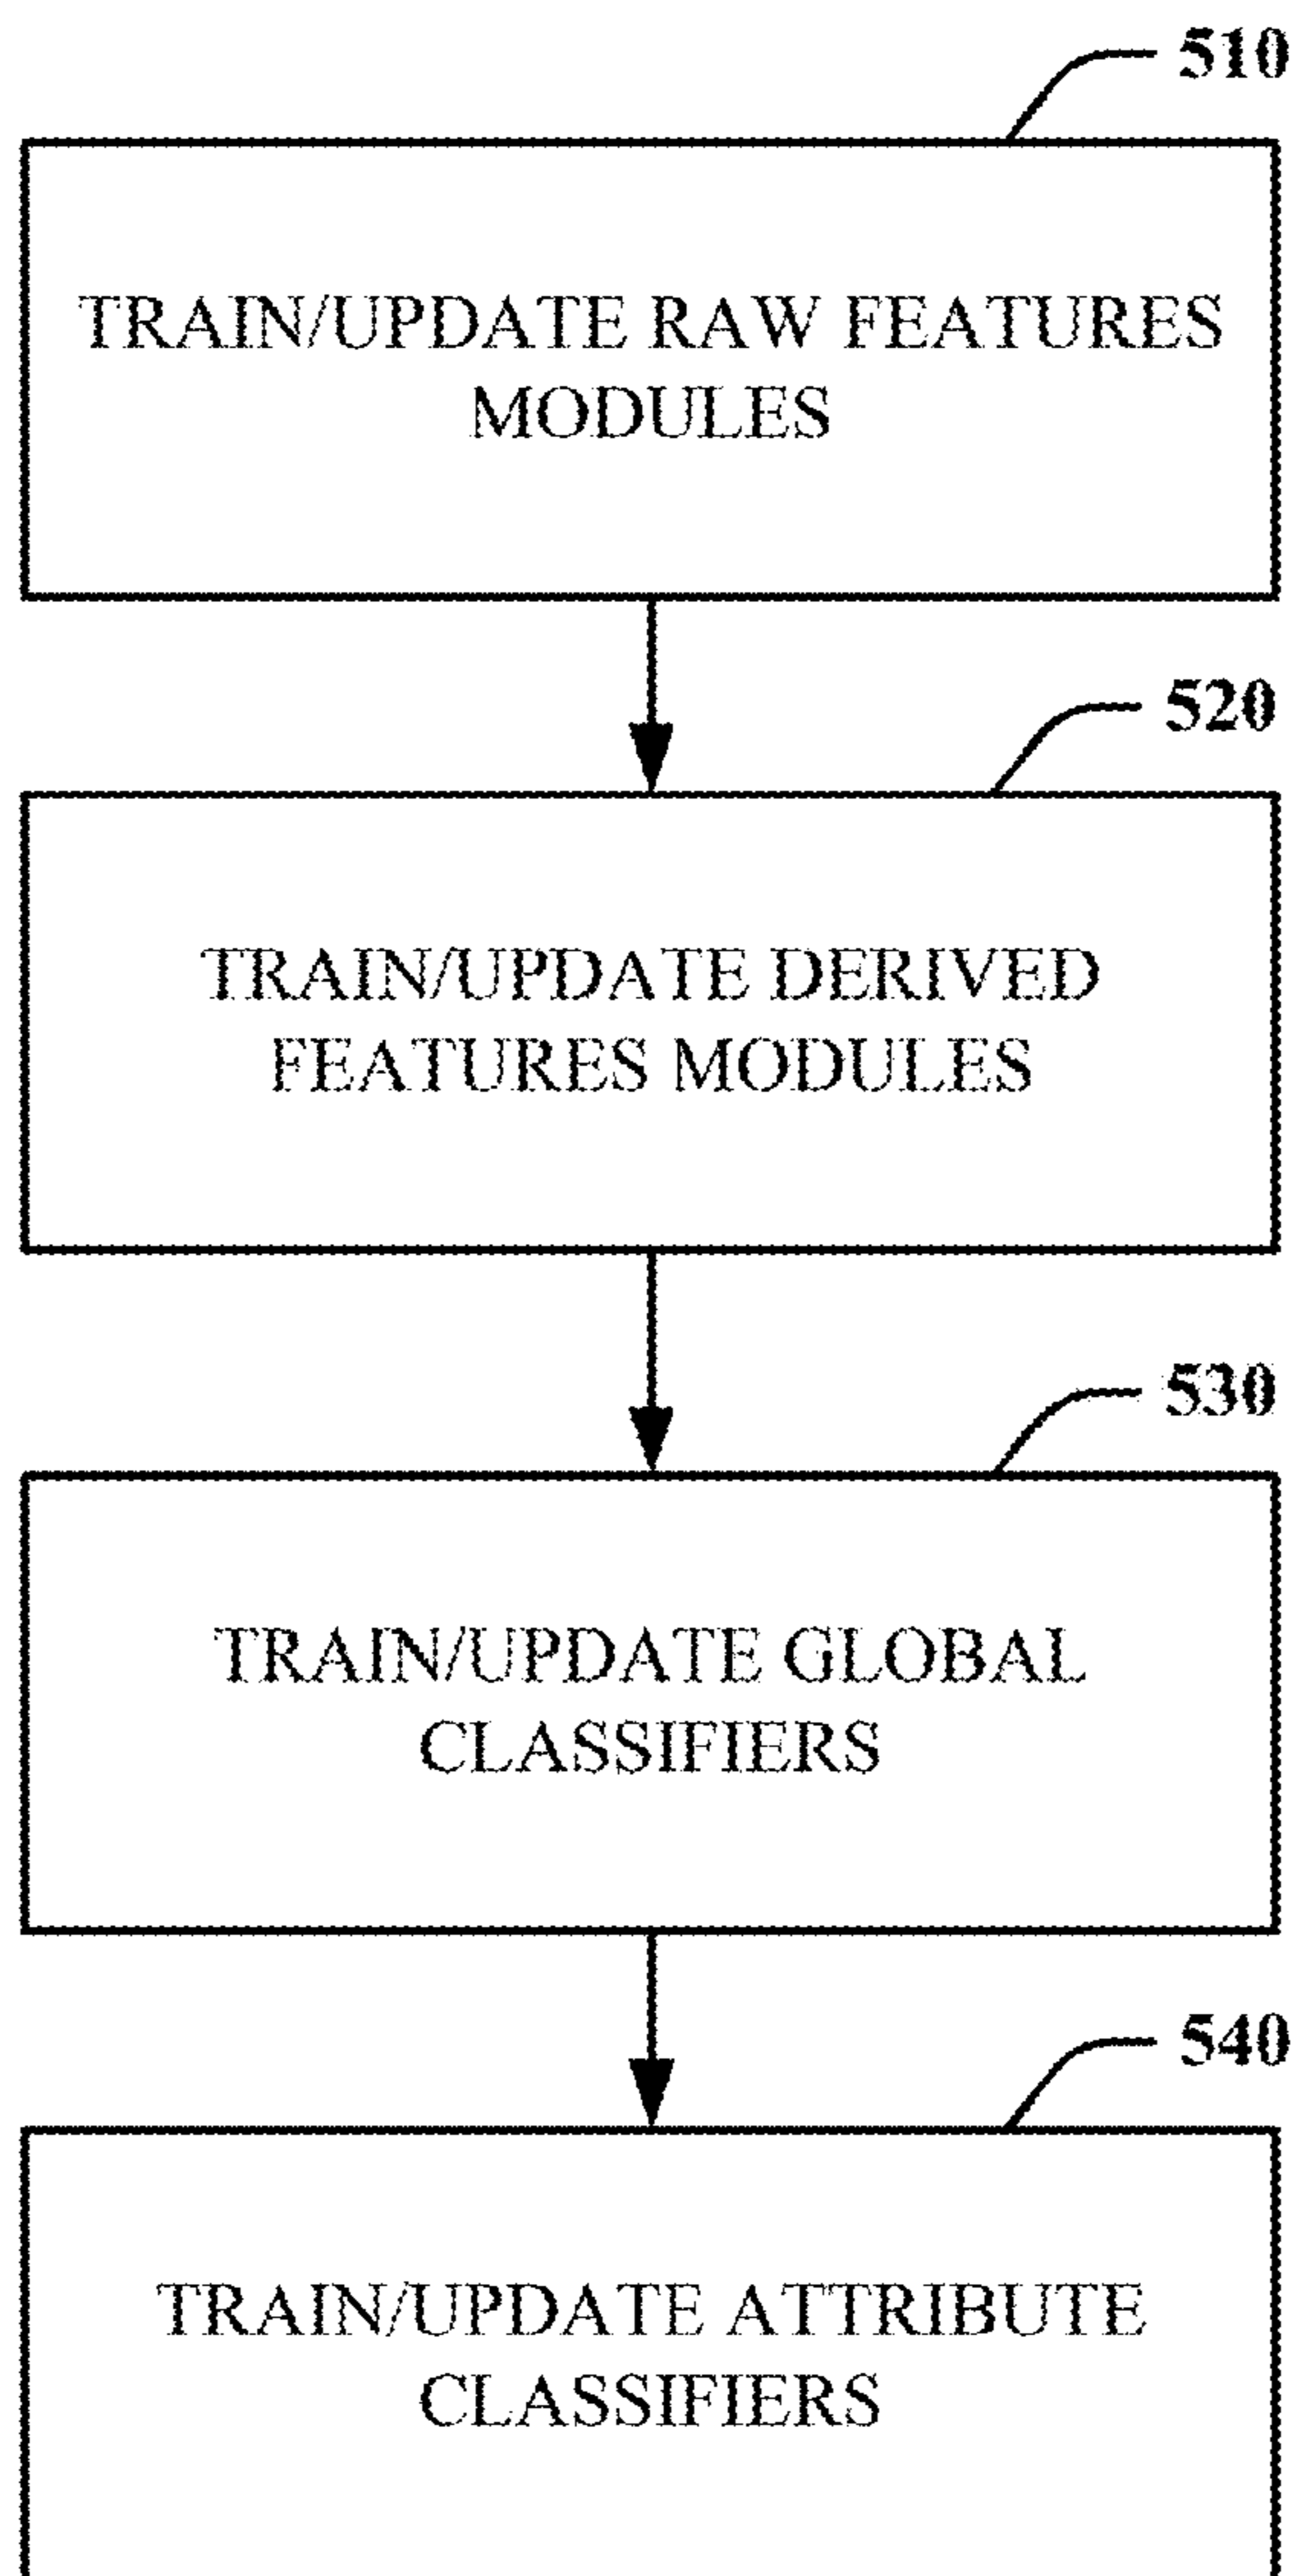 510
TRAIN/UPDATE RAW FEATURES
MODULES
520
TRAIN/UPDATE DERIVED
FEATURES MODULES
530
TRAIN/UPDATE GLOBAL
CLASSIFIERS
540
TRAIN/UPDATE ATTRIBUTE
CLASSIFIERS